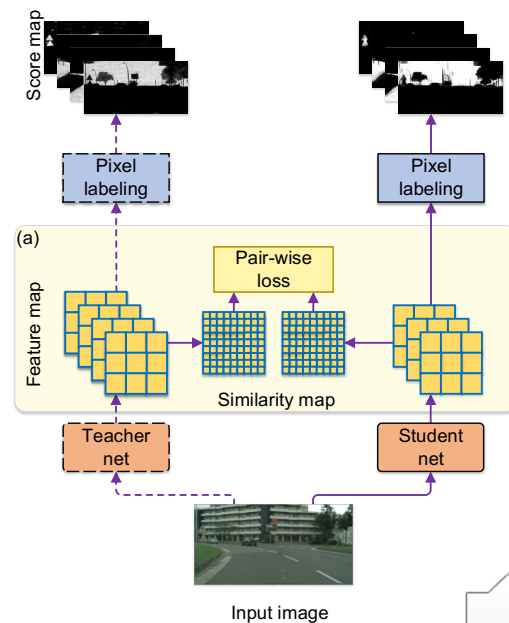 Score map
Pixel
labeling
Pixel
labeling
(a)
Pair-wise
loss
Feature map
Similarity map
Teacher
net
Student
net
Input image